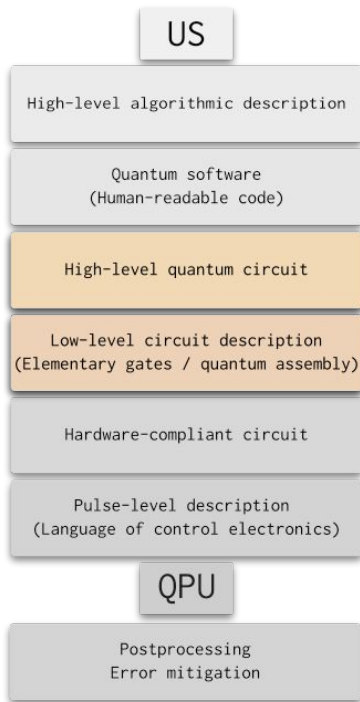 US
High-level algorithmic description
Quantum software
(Human-readable code)
High-level quantum circuit
Low-level circuit description
(Elementary gates / quantum assembly)
Hardware-compliant circuit
Pulse-level description
(Language of control electronics)
QPU
Postprocessing
Error mitigation